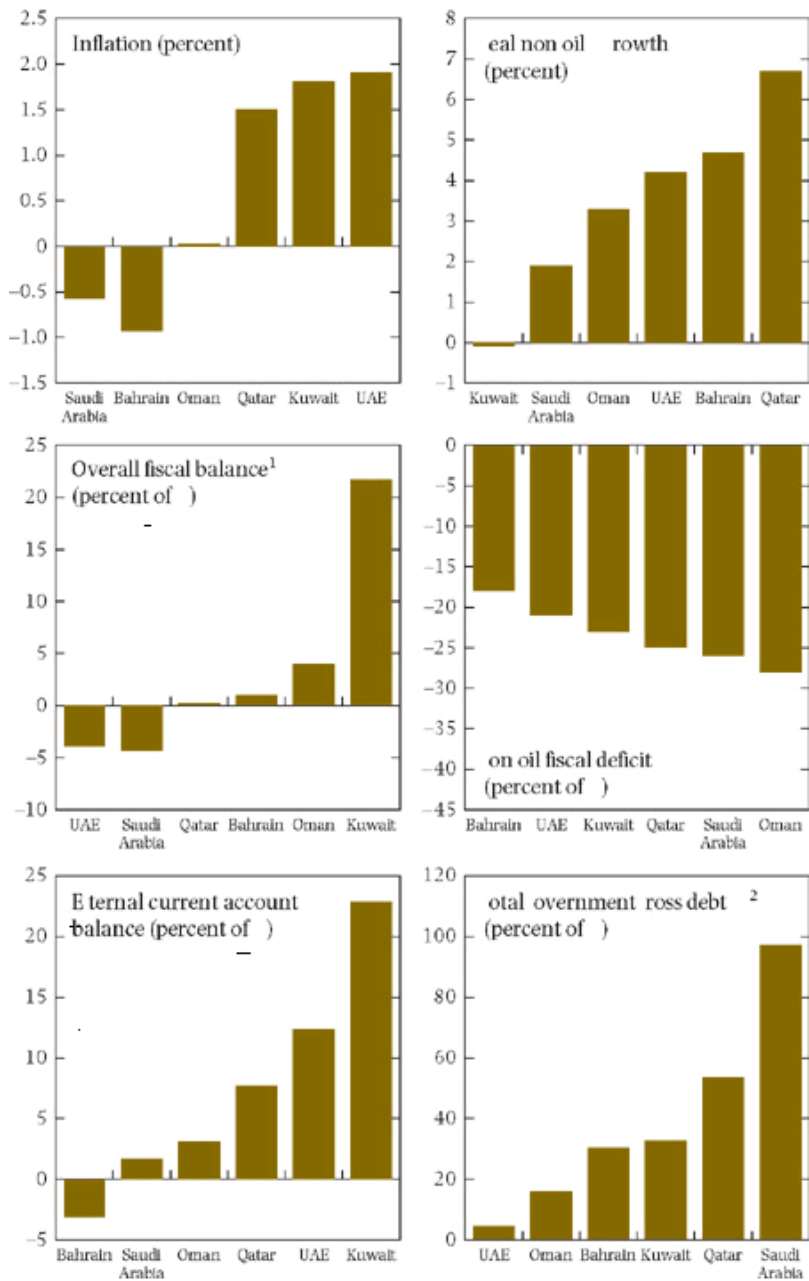 2.5
2.0
1.5
1.0
0.5
0
–0.5
–1.0
–1.5
Inflation (percent)
Saudi Arabia
Bahrain
Oman
Qatar
Kuwait
UAE
8
7
6
5
4
3
2
1
0
–1
eal non oil rowth
(percent)
Kuwait
Saudi Arabia
Oman
UAE
Bahrain
Qatar
25
20
15
10
5
0
–5
–10
Overall fiscal balance¹
(percent of )
UAE
Saudi Arabia
Qatar
Bahrain
Oman
Kuwait
0
–5
–10
–15
–20
–25
–30
–35
–40
–45
on oil fiscal deficit
(percent of )
Bahrain
UAE
Kuwait
Qatar
Saudi Arabia
Oman
25
20
15
10
5
0
–5
E ternal current account
balance (percent of )
Bahrain
Saudi Arabia
Oman
Qatar
UAE
Kuwait
120
100
80
60
40
20
0
otal overnment ross debt ²
(percent of )
UAE
Oman
Bahrain
Kuwait
Qatar
Saudi Arabia